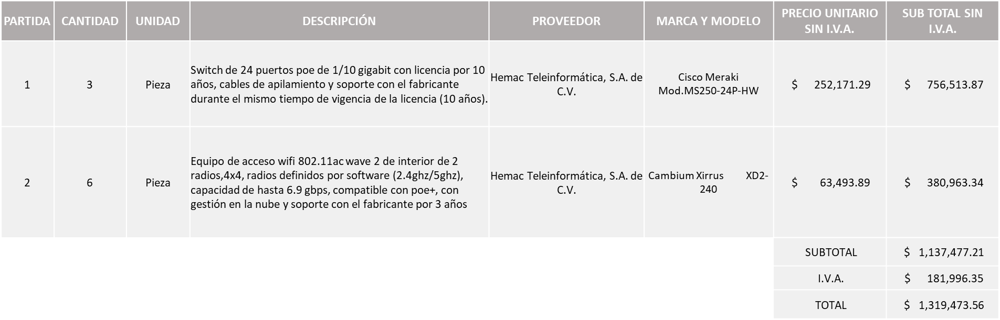 PARTIDA CANTIDAD UNIDAD DESCRIPCIÓN PROVEEDOR MARCA Y MODELO PRECIO UNITARIO SIN I.V.A. SUB TOTAL SIN I.V.A.
1 3 Pieza
Switch de 24 puertos poe de 1/10 gigabit con licencia por 10
años, cables de apilamiento y soporte con el fabricante
durante el mismo tiempo de vigencia de la licencia (10 años).
Hemac Teleinformática, S.A. de
C.V.
Cisco Meraki
Mod.MS250-24P-HW
$ 252,171.29 $ 756,513.87
2 6 Pieza
Equipo de acceso wifi 802.11ac wave 2 de interior de 2
radios,4x4, radios definidos por software (2.4ghz/5ghz),
capacidad de hasta 6.9 gbps, compatible con poe+, con
gestión en la nube y soporte con el fabricante por 3 años
Hemac Teleinformática, S.A. de
C.V.
Cambium Xirrus XD2-
240
$ 63,493.89 $ 380,963.34
SUBTOTAL $ 1,137,477.21
I.V.A. $ 181,996.35
TOTAL $ 1,319,473.56